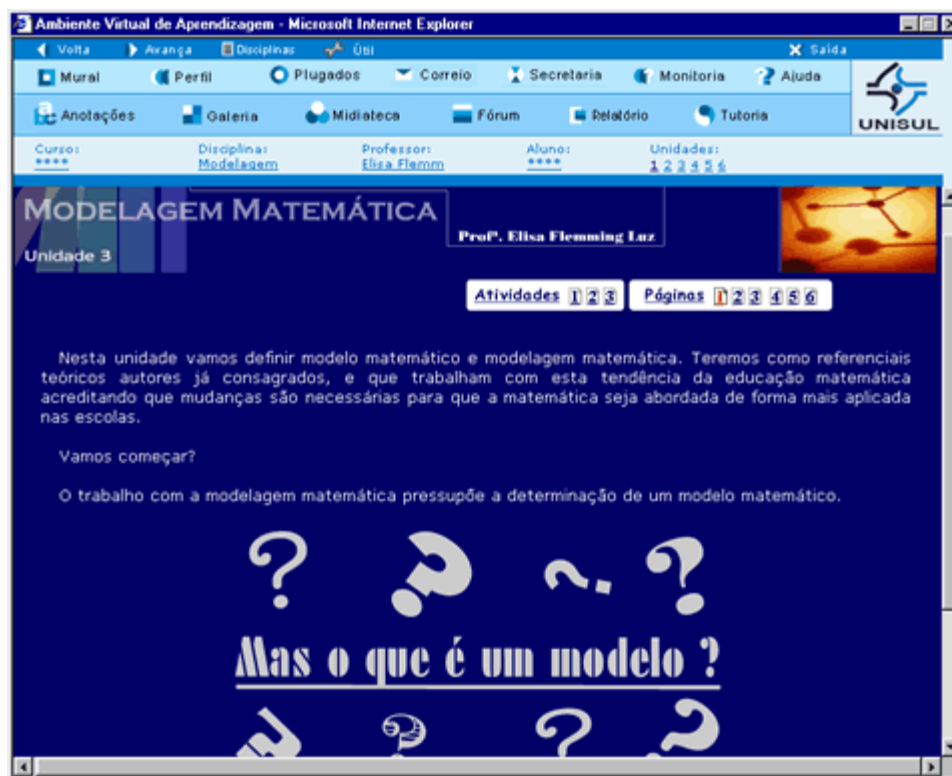 Ambiente Virtual de Aprendizagem - Microsoft Internet Explorer
Volta Avança Disciplinas Útil Saída
Mural Perfil Plugados Correio Secretaria Monitoria Ajuda
Anotações Galeria Midiateca Fórum Relatório Tutoria
UNISUL
Curso: Disciplina: Professor: Aluno: Unidades:
**** Modelagem Elisa Flemm **** 1 2 3 4 5 6
MODELAGEM MATEMÁTICA
Profª. Elisa Flemming Luz
Unidade 3
Atividades 1 2 3 Páginas 1 2 3 4 5 6
Nesta unidade vamos definir modelo matemático e modelagem matemática. Teremos como referenciais
teóricos autores já consagrados, e que trabalham com esta tendência da educação matemática
acreditando que mudanças são necessárias para que a matemática seja abordada de forma mais aplicada
nas escolas.
Vamos começar?
O trabalho com a modelagem matemática pressupõe a determinação de um modelo matemático.
? ? ? ?
Mas o que é um modelo ?
? ? ? ?